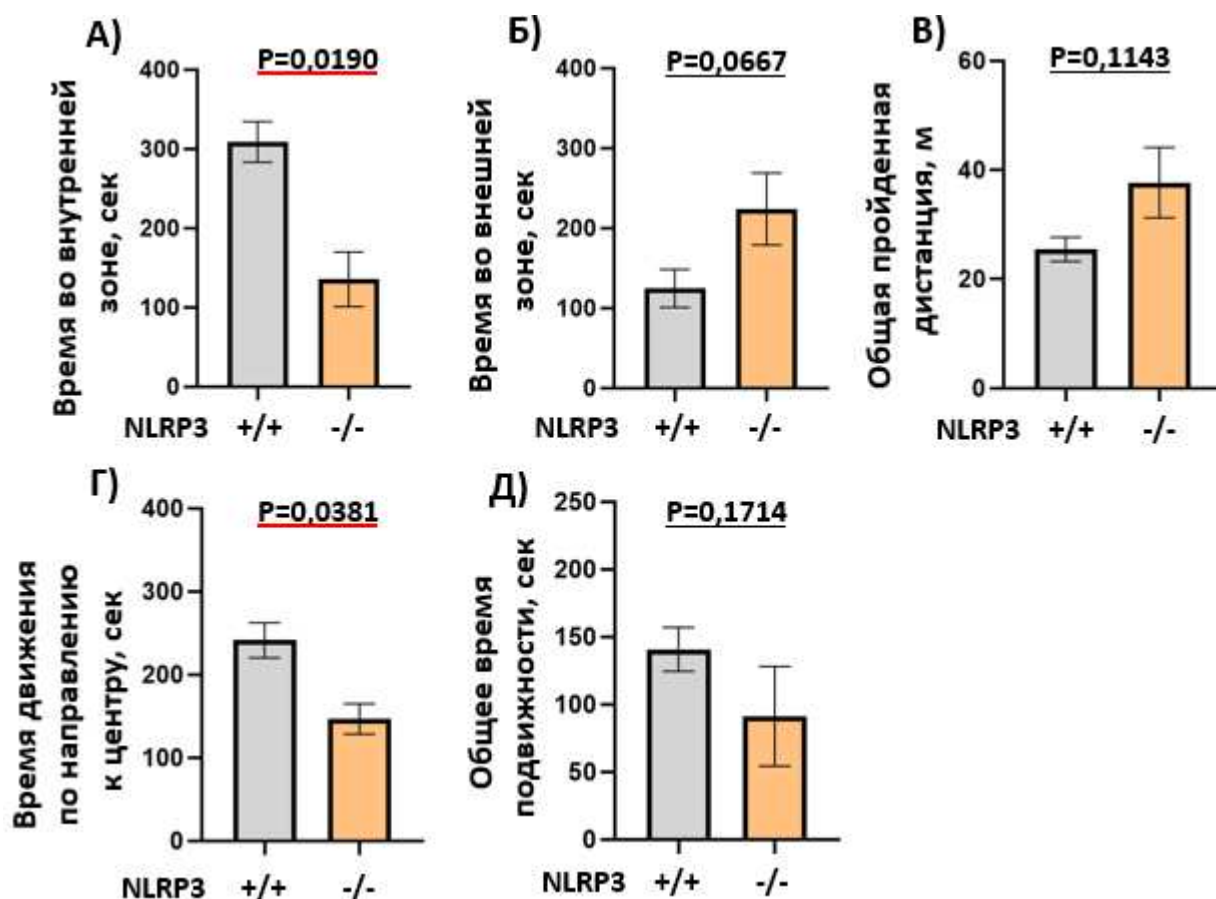 А)
P=0,0190
Время во внутренней
зоне, сек
400
300
200
100
0
NLRP3 +/+ -/-
Б)
P=0,0667
Время во внешней
зоне, сек
400
300
200
100
0
NLRP3 +/+ -/-
В)
P=0,1143
Общая пройденная
дистанция, м
60
40
20
0
NLRP3 +/+ -/-
Г)
P=0,0381
Время движения
по направлению
к центру, сек
400
300
200
100
0
NLRP3 +/+ -/-
Д)
P=0,1714
Общее время
подвижности, сек
250
200
150
100
50
0
NLRP3 +/+ -/-